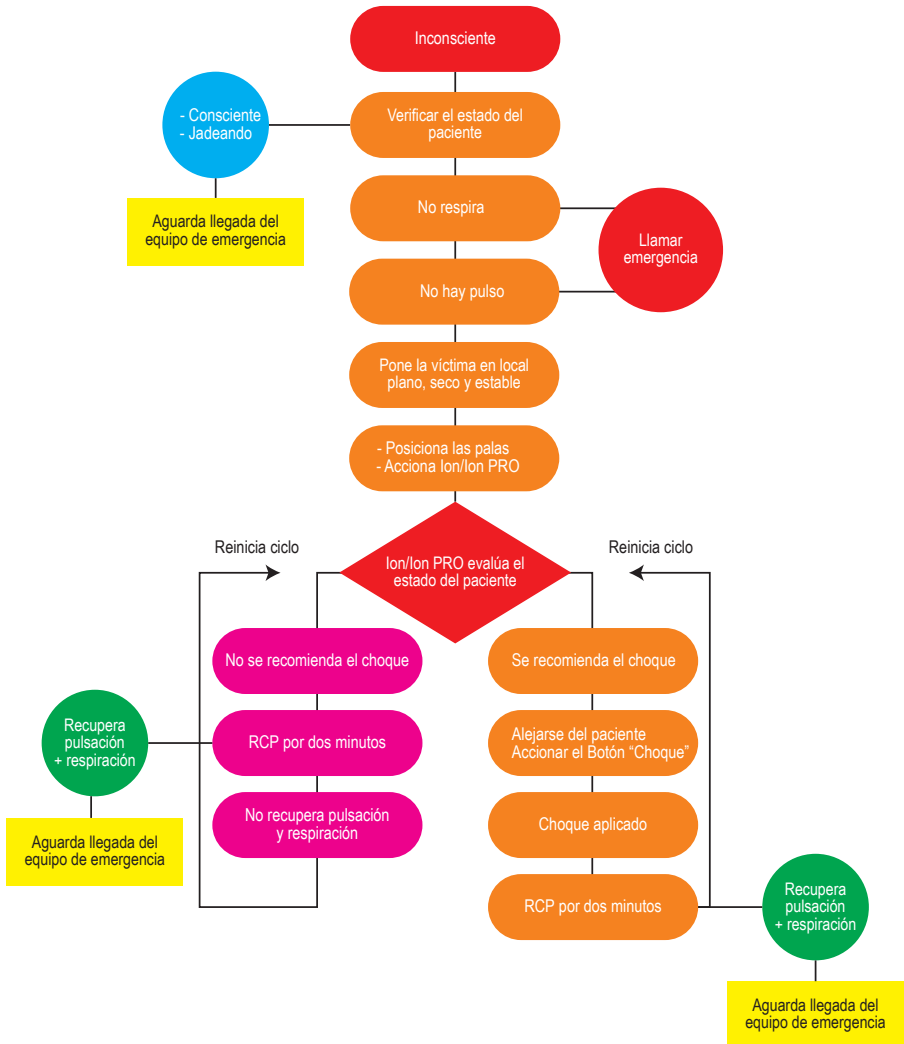 Inconsciente
- Consciente
- Jadeando
Verificar el estado del
paciente
Aguarda llegada del
equipo de emergencia
No respira
Llamar
emergencia
No hay pulso
Pone la víctima en local
plano, seco y estable
- Posiciona las palas
- Acciona Ion/Ion PRO
Reinicia ciclo
Ion/Ion PRO evalúa el
estado del paciente
Reinicia ciclo
No se recomienda el choque
Se recomienda el choque
Recupera
pulsación
+ respiración
RCP por dos minutos
Alejarse del paciente
Accionar el Botón “Choque”
Aguarda llegada del
equipo de emergencia
No recupera pulsación
y respiración
Choque aplicado
RCP por dos minutos
Recupera
pulsación
+ respiración
Aguarda llegada del
equipo de emergencia